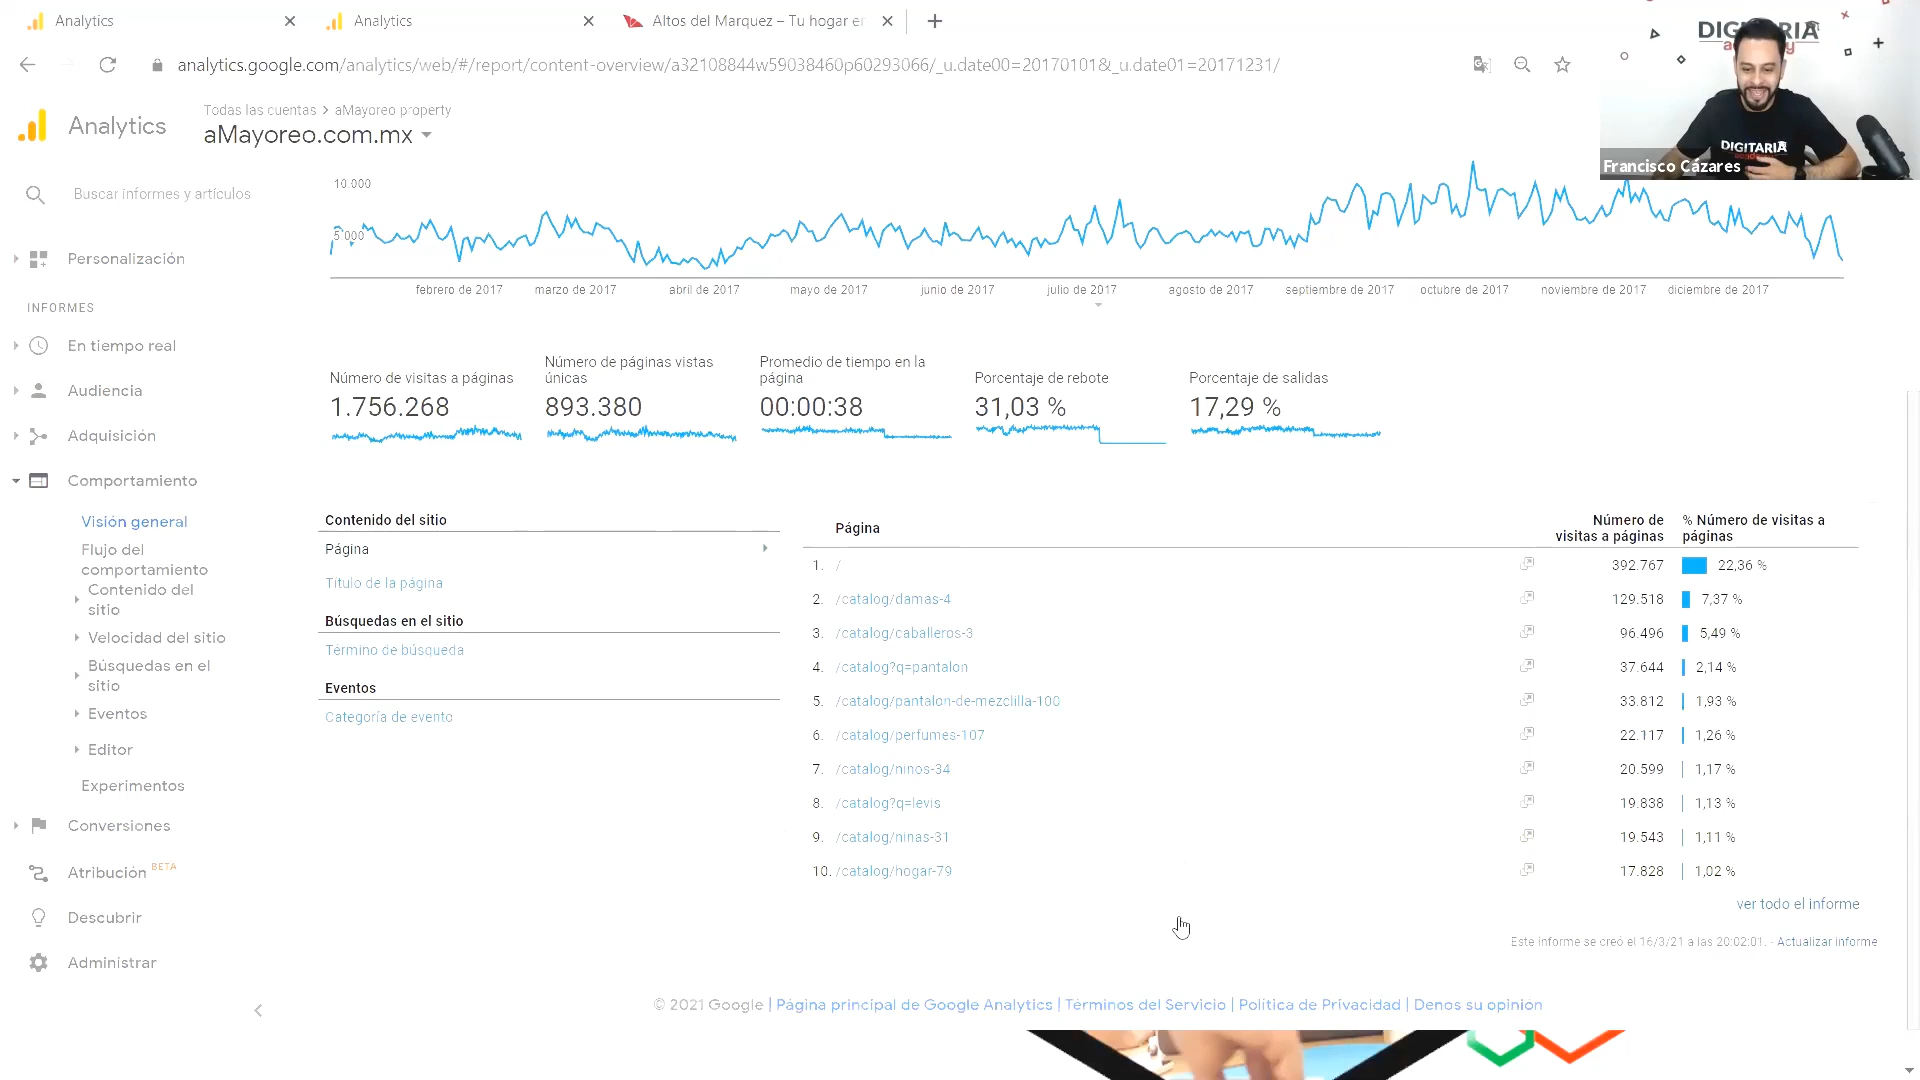 Analytics
Analytics
Altos del Marquez – Tu hogar en
analytics.google.com/analytics/web/#/report/content-overview/a32108844w59038460p60293066/_u.date00=20170101&_u.date01=20171231/
DIGITARIA
Francisco Cázares
Analytics
Todas las cuentas > aMayoreo property
aMayoreo.com.mx
Buscar informes y artículos
Personalización
INFORMES
En tiempo real
Audiencia
Adquisición
Comportamiento
Visión general
Flujo del
comportamiento
Contenido del
sitio
Velocidad del sitio
Búsquedas en el
sitio
Eventos
Editor
Experimentos
Conversiones
Atribución BETA
Descubrir
Administrar
10.000
5.000
febrero de 2017 marzo de 2017 abril de 2017 mayo de 2017 junio de 2017 julio de 2017 agosto de 2017 septiembre de 2017 octubre de 2017 noviembre de 2017 diciembre de 2017
Número de visitas a páginas
1.756.268
Número de páginas vistas
únicas
893.380
Promedio de tiempo en la
página
00:00:38
Porcentaje de rebote
31,03 %
Porcentaje de salidas
17,29 %
Contenido del sitio
Página
Título de la página
Búsquedas en el sitio
Término de búsqueda
Eventos
Categoría de evento
Página
Número de
visitas a páginas
% Número de visitas a
páginas
1. / 392.767 22,36 %
2. /catalog/damas-4 129.518 7,37 %
3. /catalog/caballeros-3 96.496 5,49 %
4. /catalog?q=pantalon 37.644 2,14 %
5. /catalog/pantalon-de-mezclilla-100 33.812 1,93 %
6. /catalog/perfumes-107 22.117 1,26 %
7. /catalog/ninos-34 20.599 1,17 %
8. /catalog?q=levis 19.838 1,13 %
9. /catalog/ninas-31 19.543 1,11 %
10. /catalog/hogar-79 17.828 1,02 %
ver todo el informe
Este informe se creó el 16/3/21 a las 20:02:01. - Actualizar informe
© 2021 Google | Página principal de Google Analytics | Términos del Servicio | Política de Privacidad | Denos su opinión